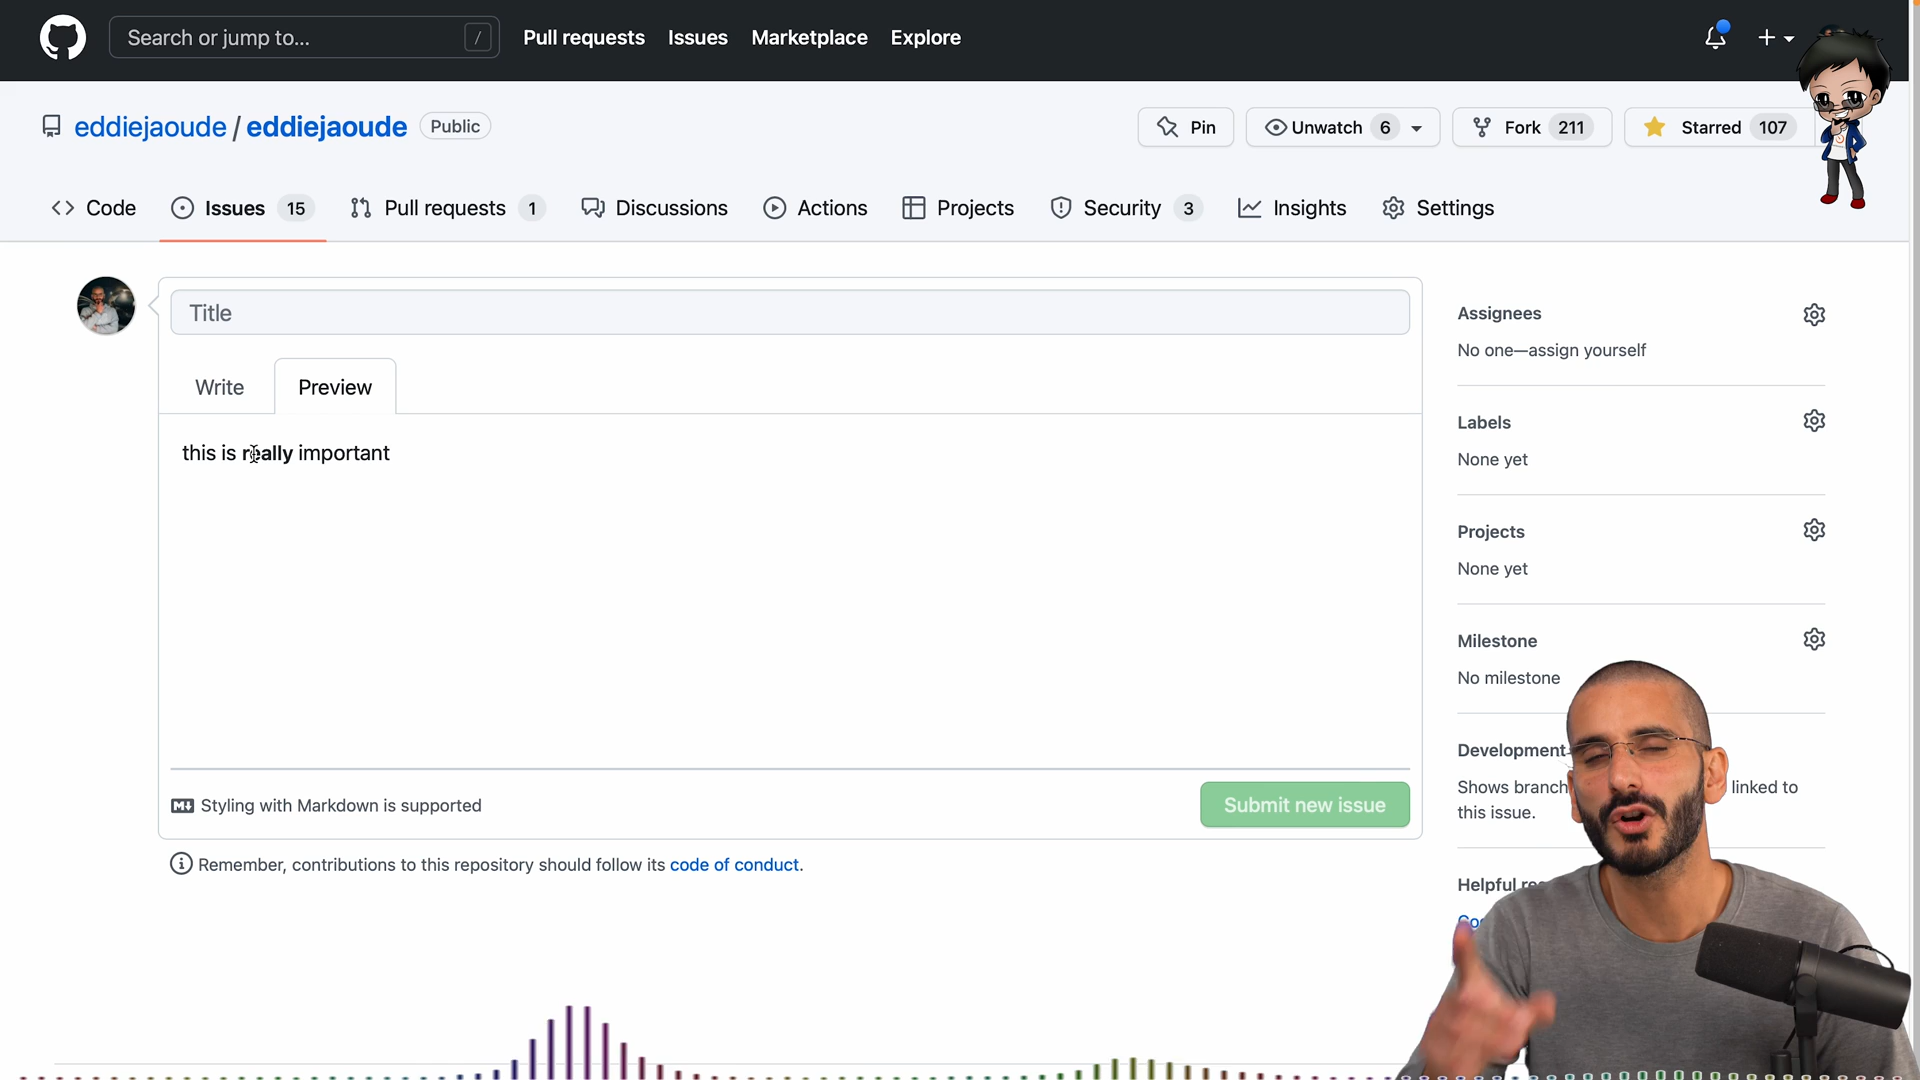 Search or jump to... /
Pull requests Issues Marketplace Explore
eddiejaoude / eddiejaoude Public
Pin Unwatch 6 Fork 211 Starred 107
Code Issues 15 Pull requests 1 Discussions Actions Projects Security 3 Insights Settings
Title
Write Preview
this is really important
Styling with Markdown is supported
Submit new issue
Remember, contributions to this repository should follow its code of conduct.
Assignees
No one—assign yourself
Labels
None yet
Projects
None yet
Milestone
No milestone
Development
Shows branch linked to
this issue.
Helpful